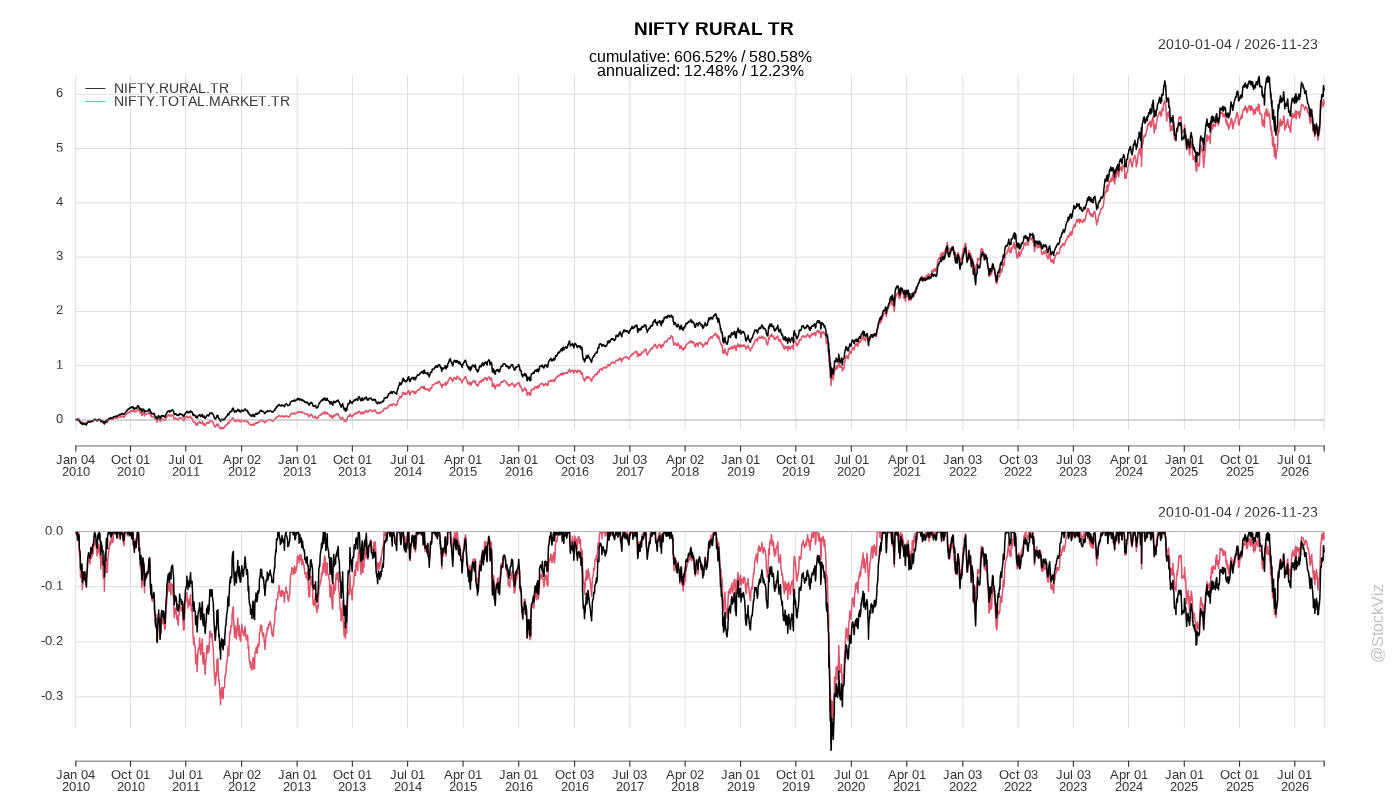 NIFTY RURAL TR
2010-01-04 / 2026-11-23
cumulative: 606.52% / 580.58%
annualized: 12.48% / 12.23%
NIFTY.RURAL.TR
NIFTY.TOTAL.MARKET.TR
6
5
4
3
2
1
0
Jan 04 Oct 01 Jul 01 Apr 02 Jan 01 Oct 01 Jul 01 Apr 01 Jan 01 Oct 03 Jul 03 Apr 02 Jan 01 Oct 01 Jul 01 Apr 01 Jan 03 Oct 03 Jul 03 Apr 01 Jan 01 Oct 01 Jul 01
2010 2010 2011 2012 2013 2013 2014 2015 2016 2016 2017 2018 2019 2019 2020 2021 2022 2022 2023 2024 2025 2025 2026
2010-01-04 / 2026-11-23
0.0
-0.1
-0.2
-0.3
Jan 04 Oct 01 Jul 01 Apr 02 Jan 01 Oct 01 Jul 01 Apr 01 Jan 01 Oct 03 Jul 03 Apr 02 Jan 01 Oct 01 Jul 01 Apr 01 Jan 03 Oct 03 Jul 03 Apr 01 Jan 01 Oct 01 Jul 01
2010 2010 2011 2012 2013 2013 2014 2015 2016 2016 2017 2018 2019 2019 2020 2021 2022 2022 2023 2024 2025 2025 2026
@StockViz